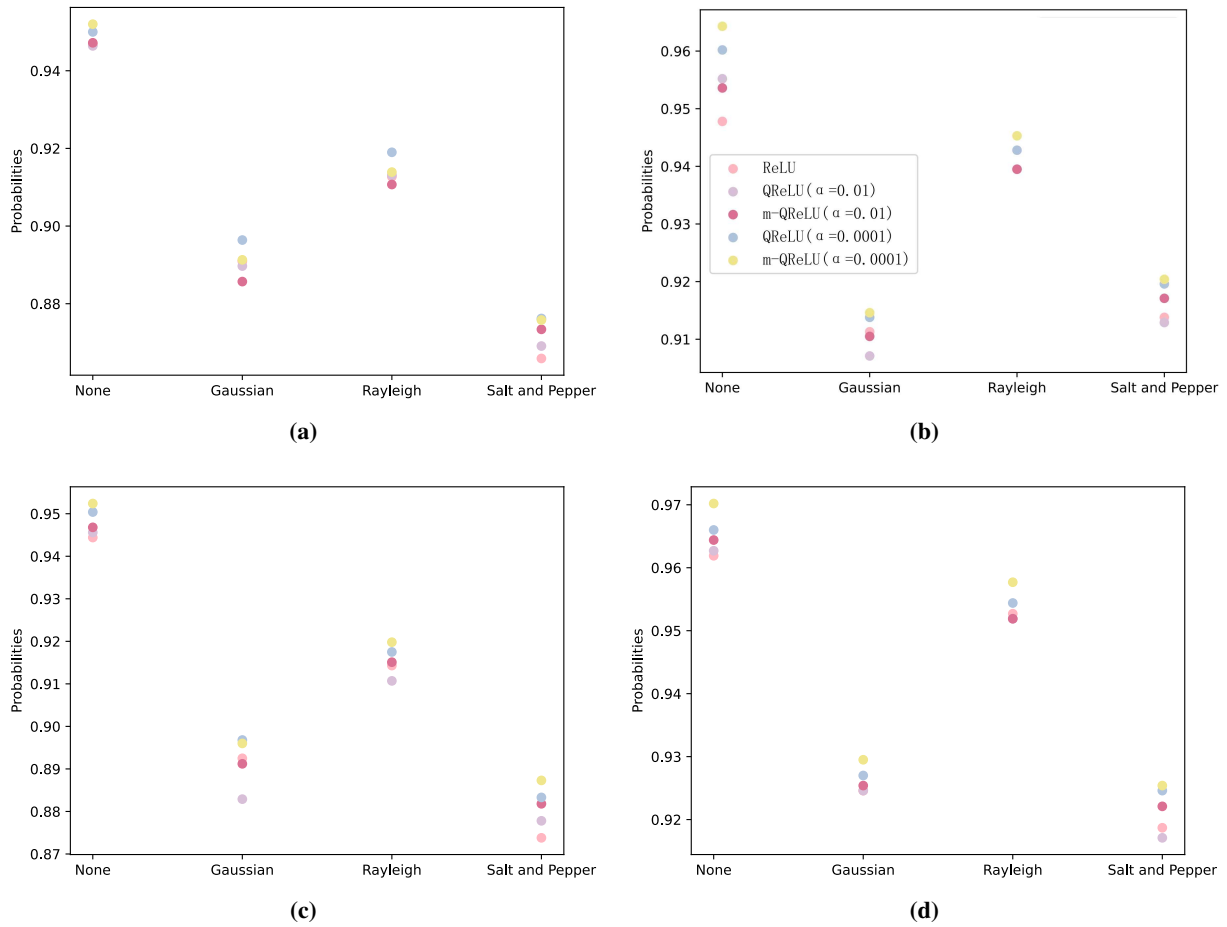 Probabilities
0.94
0.92
0.90
0.88
None
Gaussian
Rayleigh
Salt and Pepper
(a)
Probabilities
0.96
0.95
0.94
0.93
0.92
0.91
ReLU
QReLU(α=0.01)
m-QReLU(α=0.01)
QReLU(α=0.0001)
m-QReLU(α=0.0001)
None
Gaussian
Rayleigh
Salt and Pepper
(b)
Probabilities
0.95
0.94
0.93
0.92
0.91
0.90
0.89
0.88
0.87
None
Gaussian
Rayleigh
Salt and Pepper
(c)
Probabilities
0.97
0.96
0.95
0.94
0.93
0.92
None
Gaussian
Rayleigh
Salt and Pepper
(d)